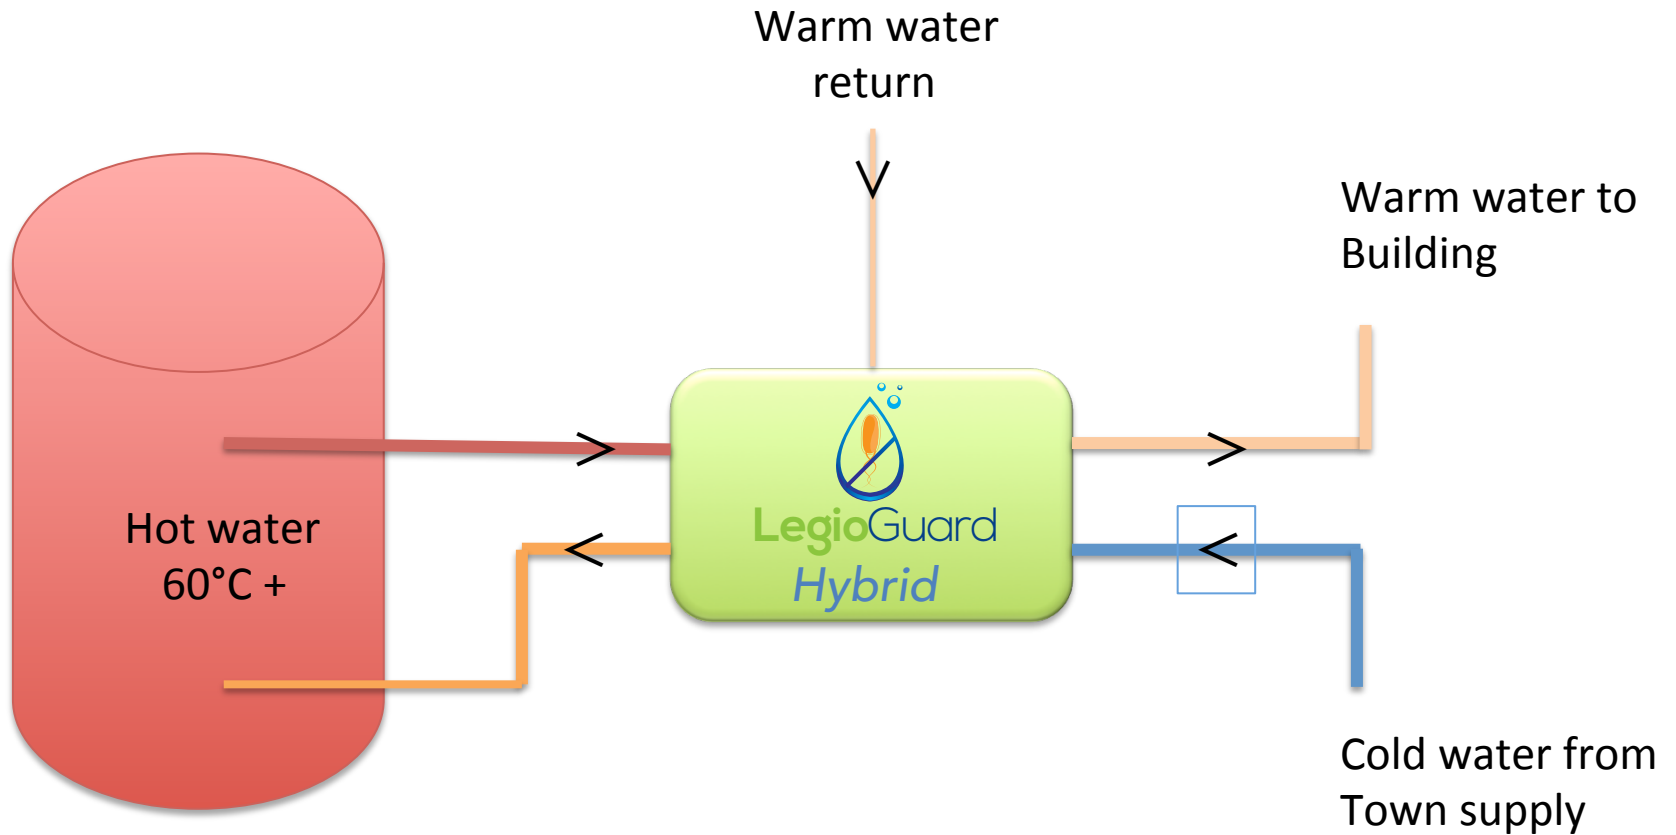 Warm water
return
Warm water to
Building
Hot water
60°C +
LegioGuard
Hybrid
Cold water from
Town supply